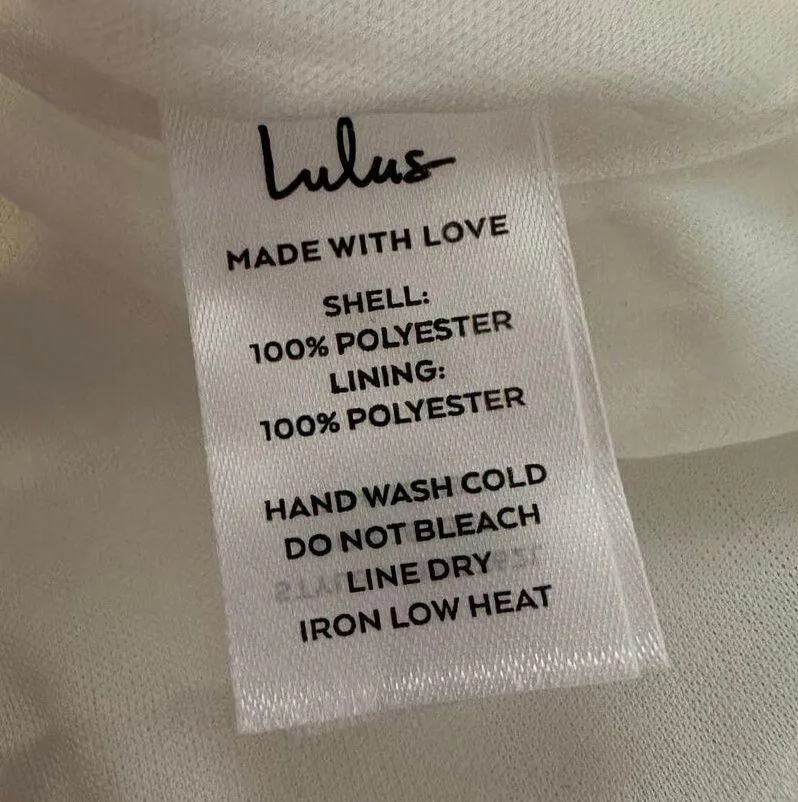 Lulus
MADE WITH LOVE
SHELL:
100% POLYESTER
LINING:
100% POLYESTER
HAND WASH COLD
DO NOT BLEACH
LINE DRY
IRON LOW HEAT